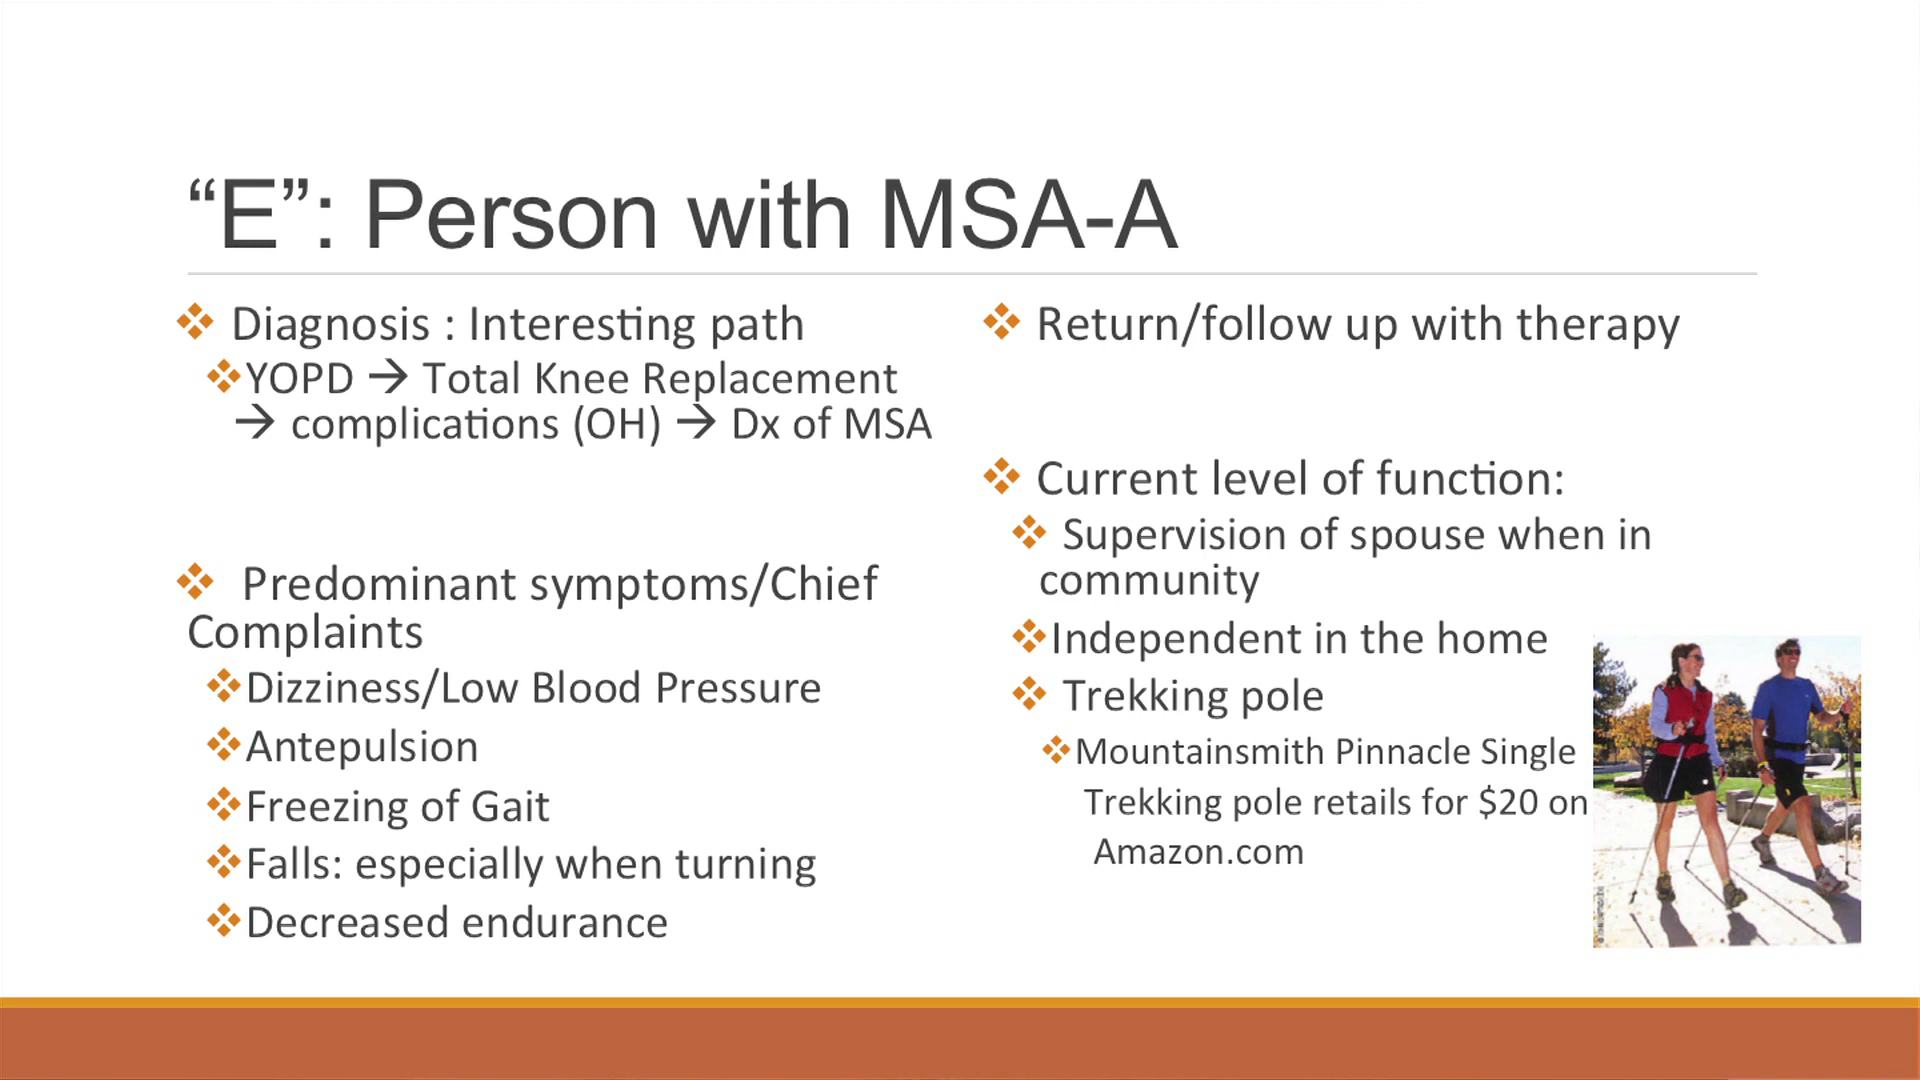 “E”: Person with MSA-A
❖ Diagnosis : Interesting path
❖YOPD → Total Knee Replacement
→ complications (OH) → Dx of MSA
❖ Predominant symptoms/Chief
Complaints
❖Dizziness/Low Blood Pressure
❖Antepulsion
❖Freezing of Gait
❖Falls: especially when turning
❖Decreased endurance
❖ Return/follow up with therapy
❖ Current level of function:
❖ Supervision of spouse when in
community
❖Independent in the home
❖ Trekking pole
❖Mountainsmith Pinnacle Single
Trekking pole retails for $20 on
Amazon.com